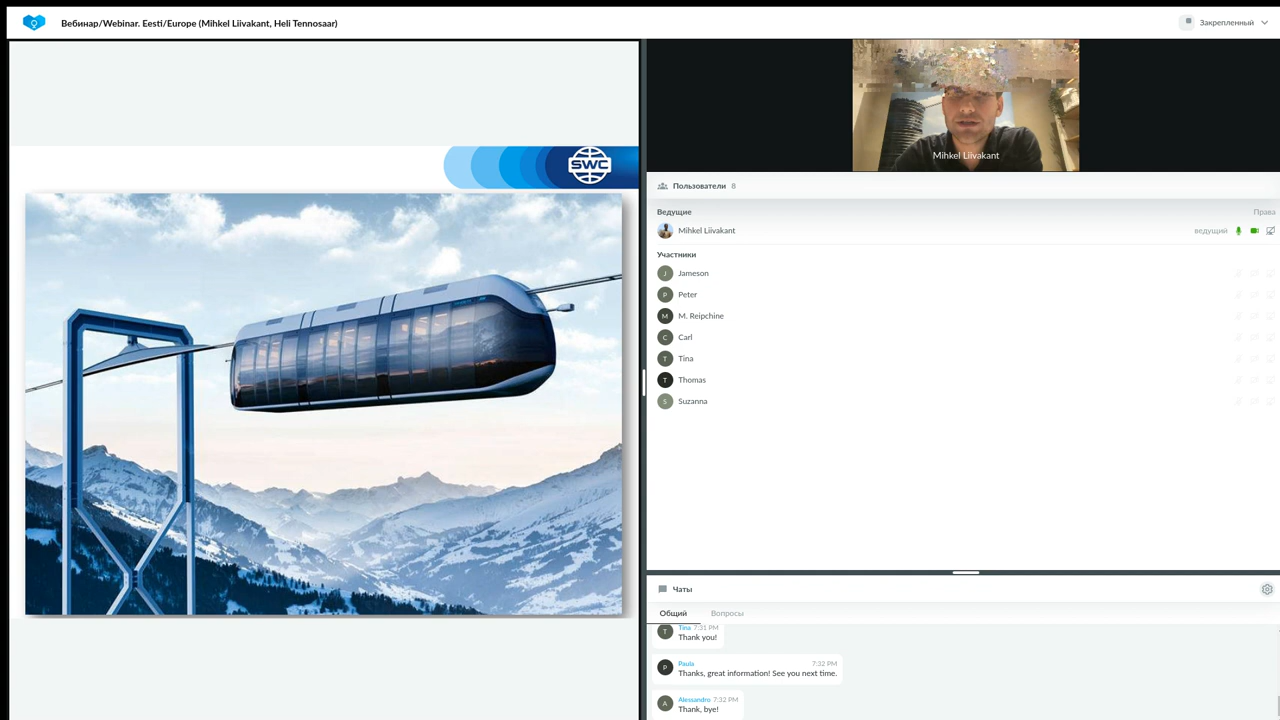 Вебинар/Webinar. Eesti/Europe (Mihkel Liivakant, Heli Tennosaar)
Закрепленный
SWC
Mihkel Liivakant
Пользователи 8
Ведущие Права
Mihkel Liivakant ведущий
Участники
J Jameson
P Peter
M. M. Reipchine
C Carl
T Tina
T Thomas
S Suzanna
Чаты
Общий Вопросы
T Tina 7:31 PM
Thank you!
P Paula 7:32 PM
Thanks, great information! See you next time.
A Alessandro 7:32 PM
Thank, bye!